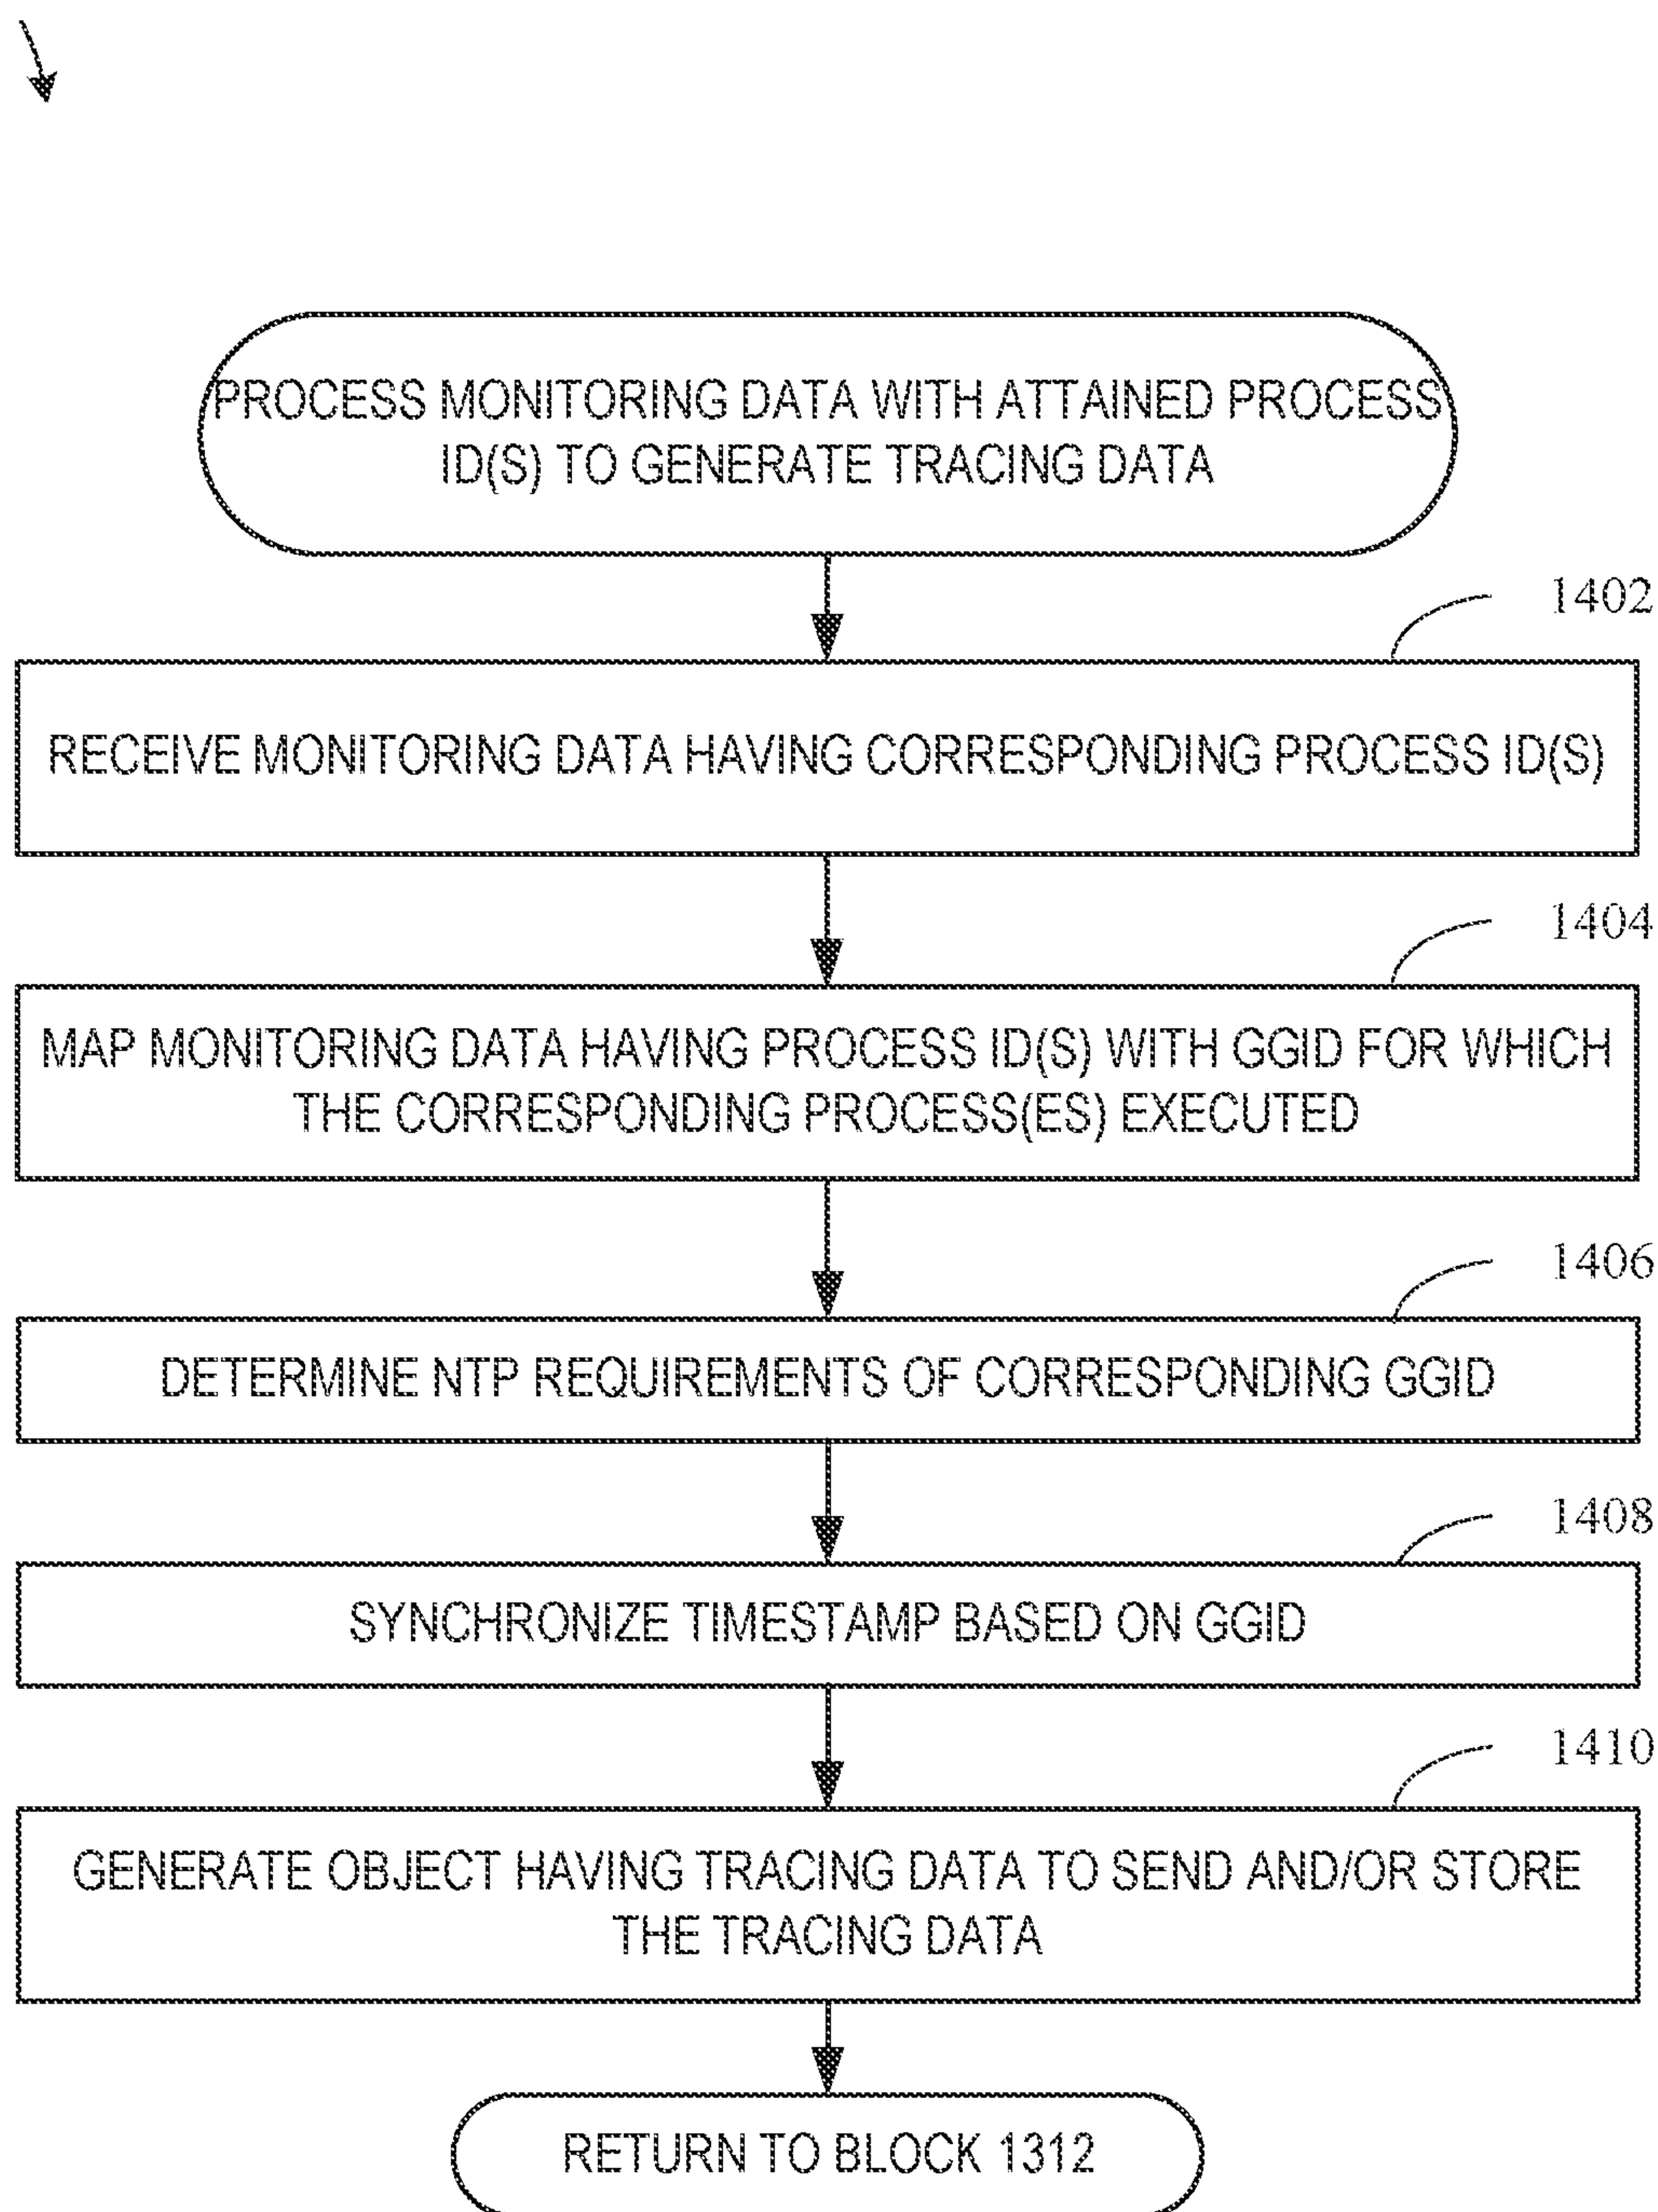 PROCESS MONITORING DATA WITH ATTAINED PROCESS
ID(S) TO GENERATE TRACING DATA
1402
RECEIVE MONITORING DATA HAVING CORRESPONDING PROCESS ID(S)
1404
MAP MONITORING DATA HAVING PROCESS ID(S) WITH GGID FOR WHICH
THE CORRESPONDING PROCESS(ES) EXECUTED
1406
DETERMINE NTP REQUIREMENTS OF CORRESPONDING GGID
1408
SYNCHRONIZE TIMESTAMP BASED ON GGID
1410
GENERATE OBJECT HAVING TRACING DATA TO SEND AND/OR STORE
THE TRACING DATA
RETURN TO BLOCK 1312